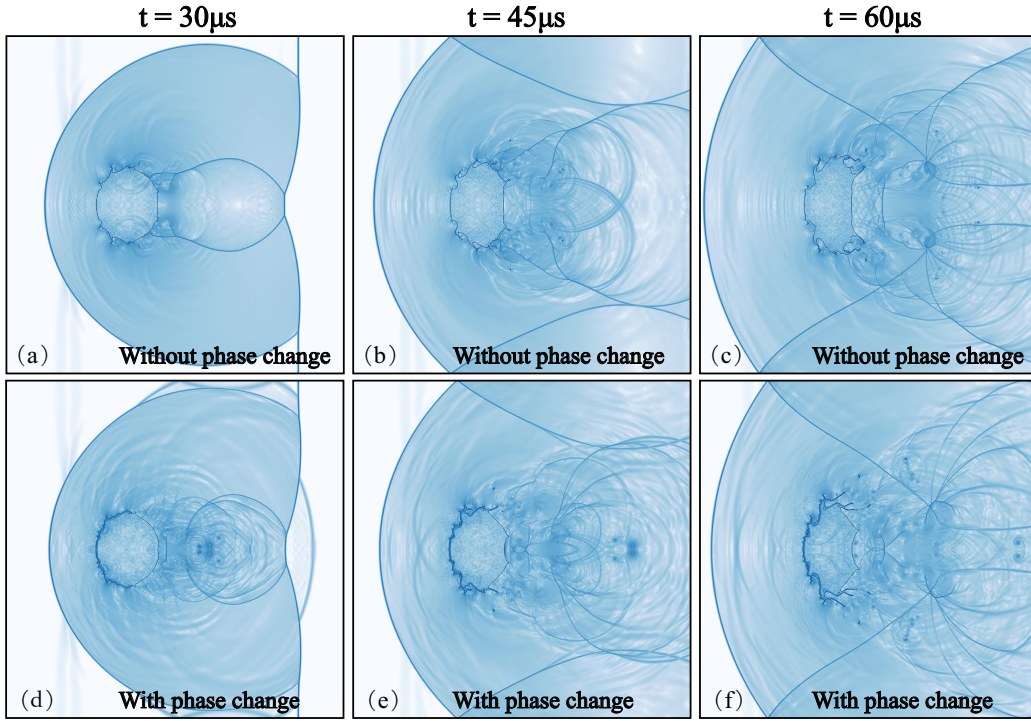 t = 30μs t = 45μs t = 60μs
(a) Without phase change (b) Without phase change (c) Without phase change
(d) With phase change (e) With phase change (f) With phase change